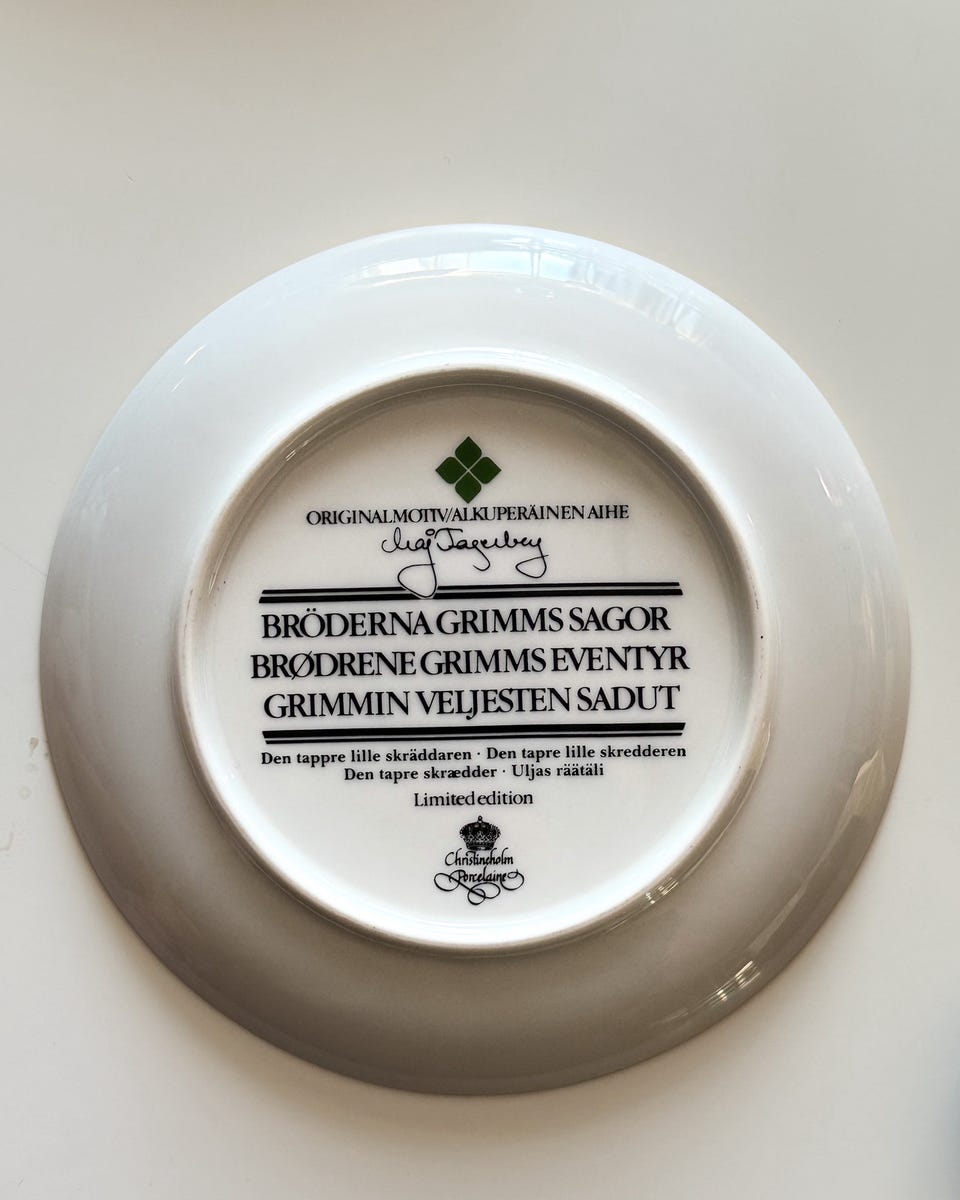 ORIGINALMOTIV/ALKUPERÄINEN AIHE
Maj Fagerberg
BRÖDERNA GRIMMS SAGOR
BRØDRENE GRIMMS EVENTYR
GRIMMIN VELJESTEN SADUT
Den tappre lille skräddaren · Den tapre lille skredderen
Den tapre skrædder · Uljas räätäli
Limited edition
Christineholm
Porcelaine